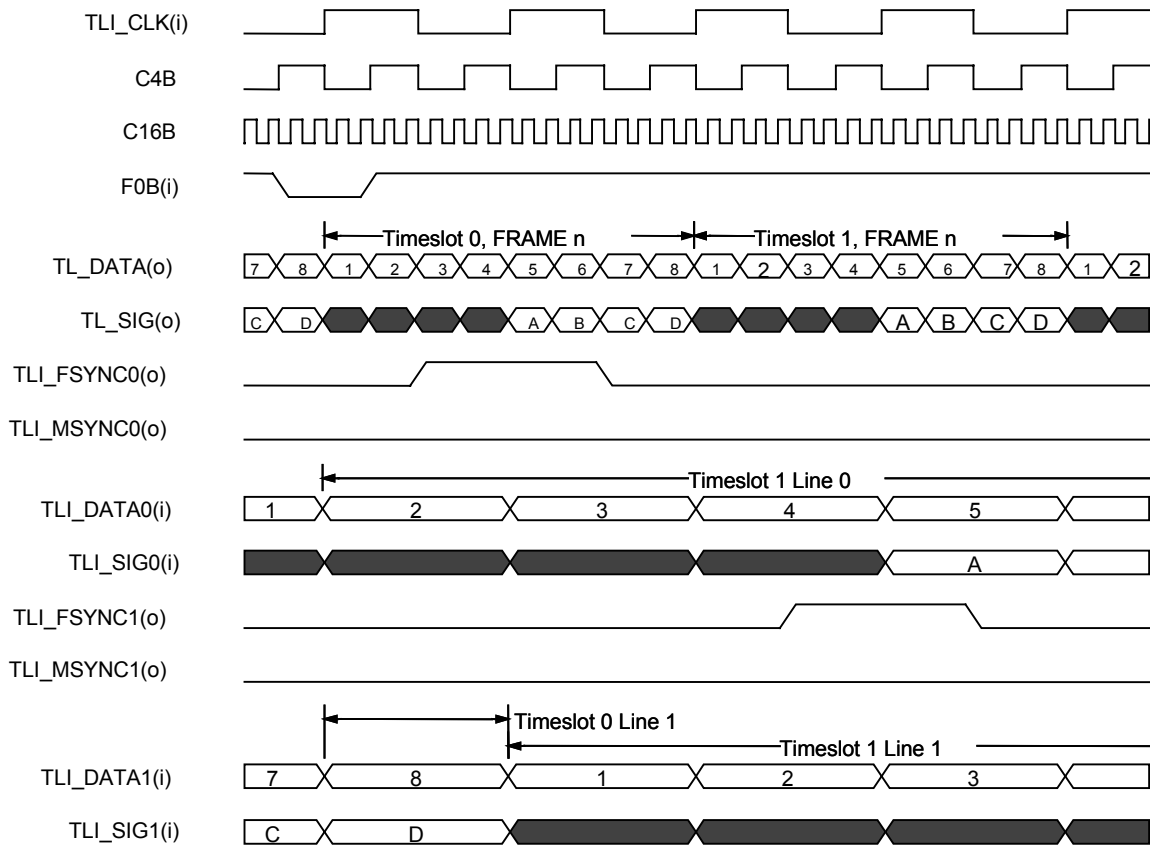 TLI_CLK(i)
C4B
C16B
F0B(i)
Timeslot 0, FRAME n Timeslot 1, FRAME n
TL_DATA(o) 7 8 1 2 3 4 5 6 7 8 1 2 3 4 5 6 7 8 1 2
TL_SIG(o) C D A B C D A B C D
TLI_FSYNC0(o)
TLI_MSYNC0(o)
Timeslot 1 Line 0
TLI_DATA0(i) 1 2 3 4 5
TLI_SIG0(i) A
TLI_FSYNC1(o)
TLI_MSYNC1(o)
Timeslot 0 Line 1
Timeslot 1 Line 1
TLI_DATA1(i) 7 8 1 2 3
TLI_SIG1(i) C D